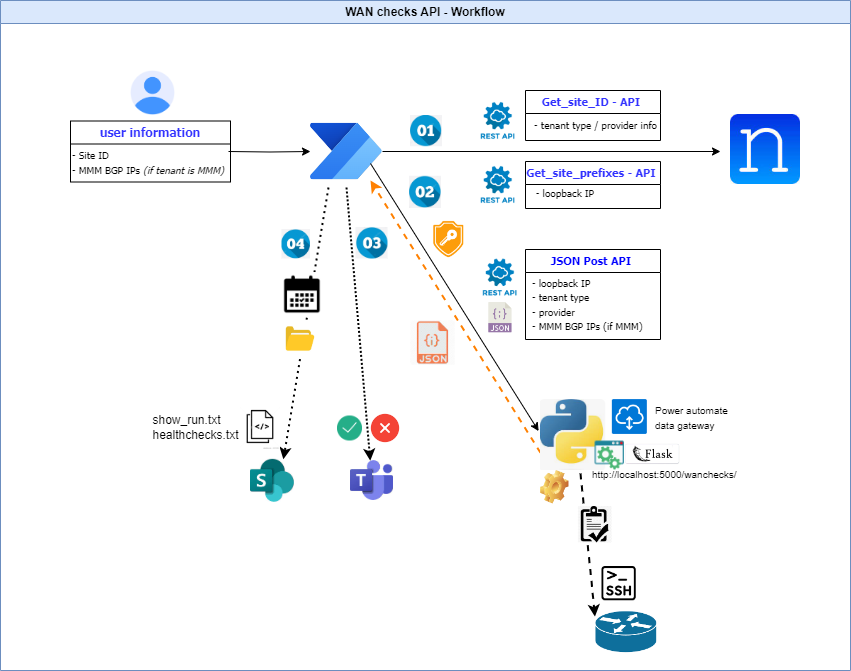 WAN checks API - Workflow
user information
- Site ID
- MMM BGP IPs (if tenant is MMM)
01
REST API
Get_site_ID - API
- tenant type / provider info
n
02
REST API
Get_site_prefixes - API
- loopback IP
04
03
REST API
{;}
JSON
JSON Post API
- loopback IP
- tenant type
- provider
- MMM BGP IPs (if MMM)
{i}
JSON
show_run.txt
healthchecks.txt
</>
S
T
Power automate
data gateway
Flask
http://localhost:5000/wanchecks/
>_
SSH